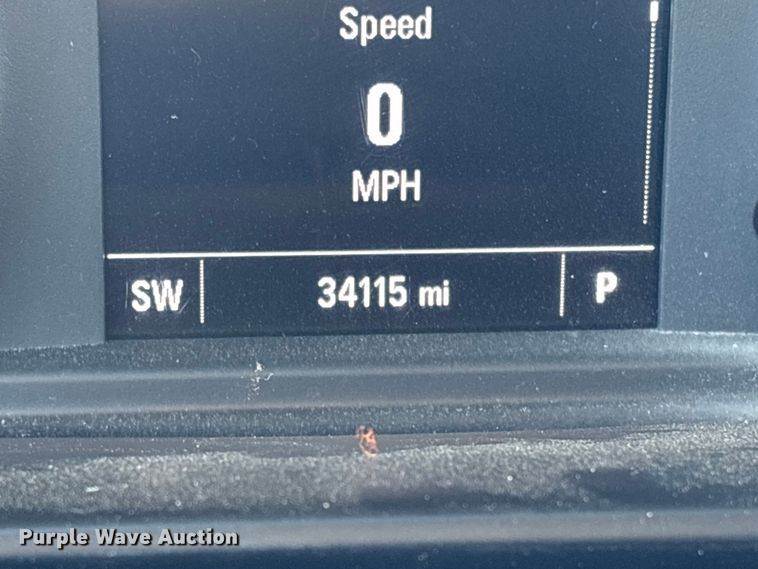 Speed
0
MPH
SW 34115 mi P
Purple Wave Auction